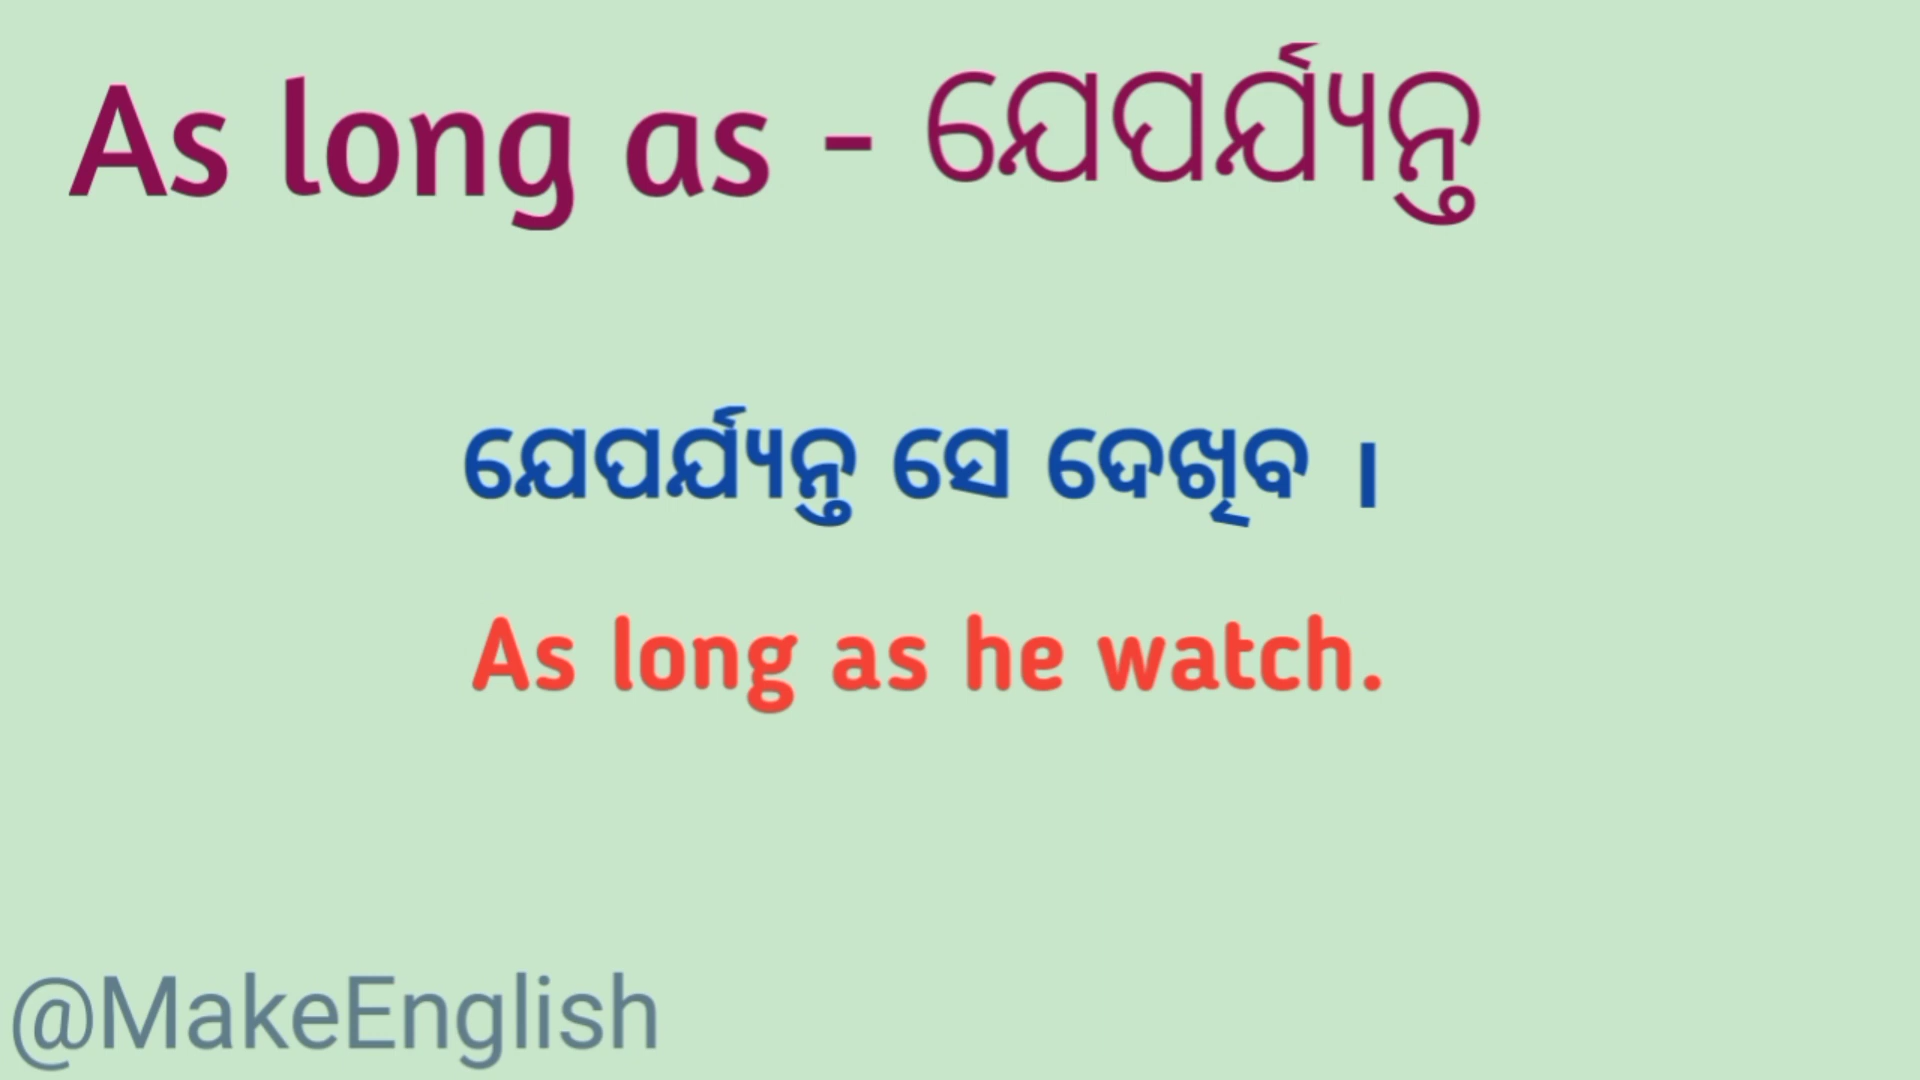 As long as - ଯେପର୍ଯ୍ୟନ୍ତ
ଯେପର୍ଯ୍ୟନ୍ତ ସେ ଦେଖିବ ।
As long as he watch.
@MakeEnglish